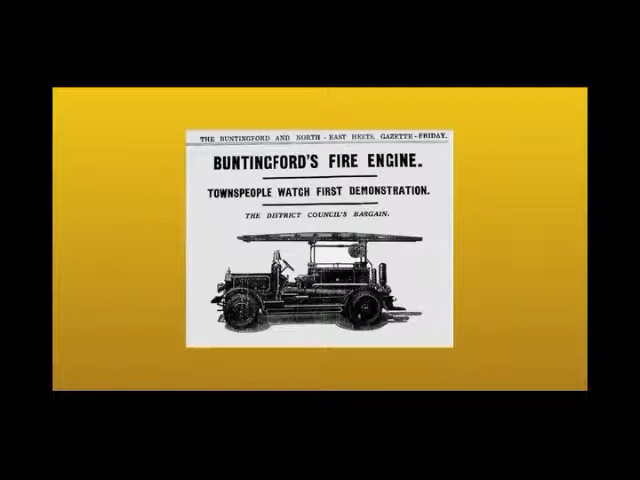 THE BUNTINGFORD AND NORTH - EAST HERTS. GAZETTE - FRIDAY.
BUNTINGFORD'S FIRE ENGINE.
TOWNSPEOPLE WATCH FIRST DEMONSTRATION.
THE DISTRICT COUNCIL'S BARGAIN.